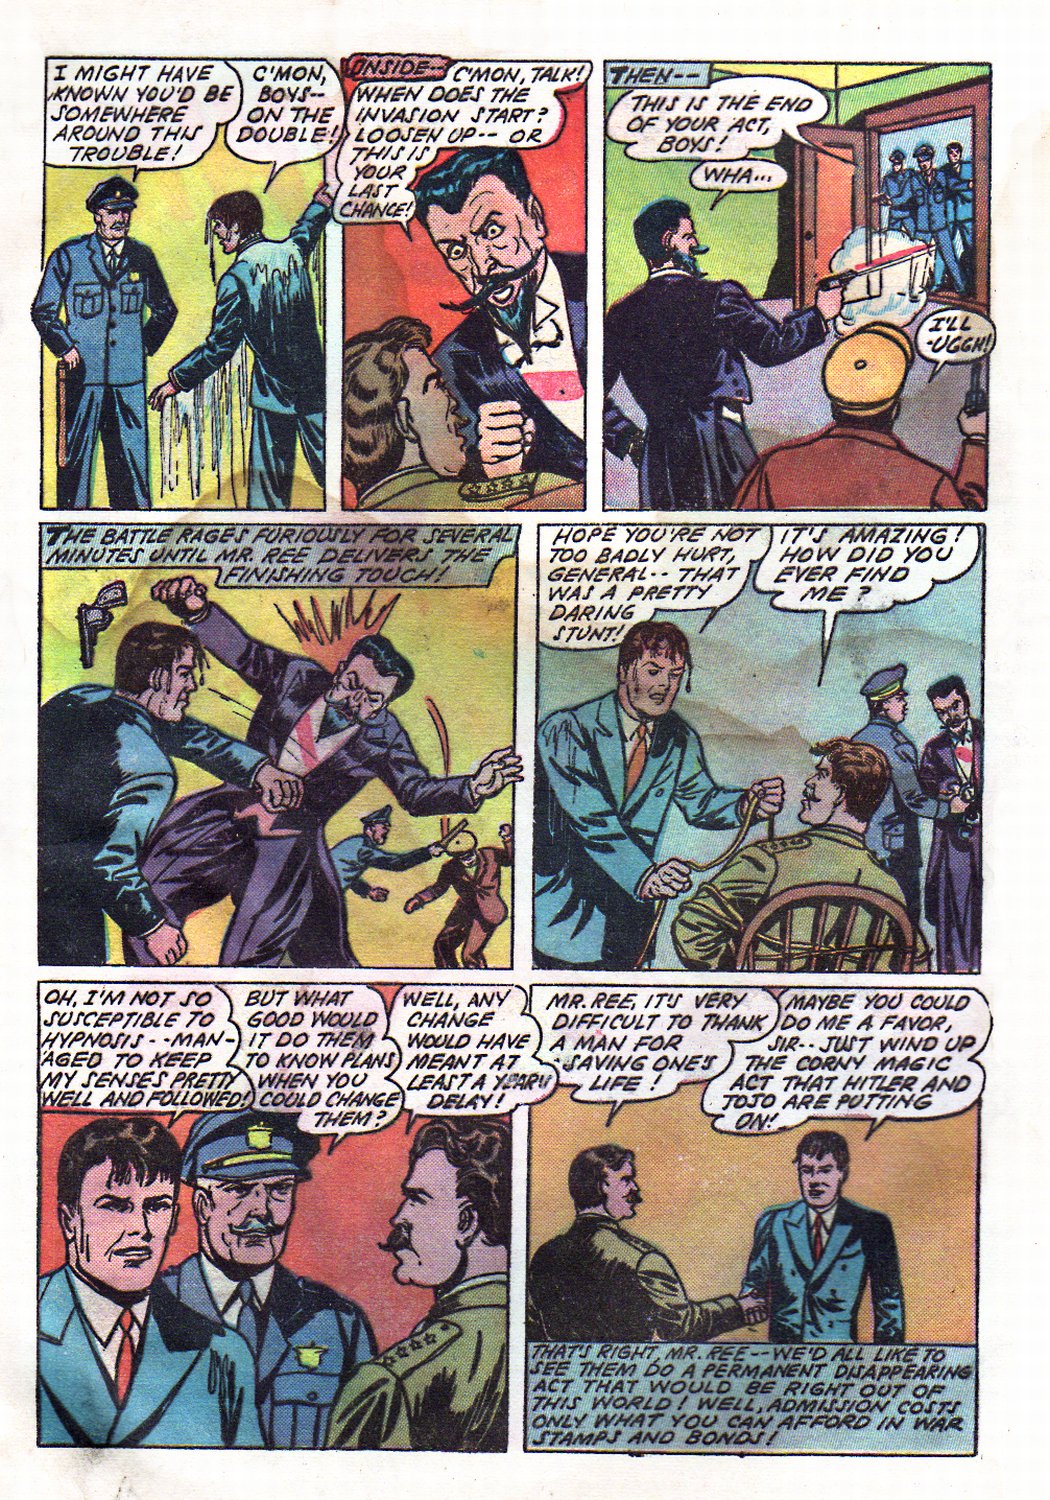 I MIGHT HAVE
KNOWN YOU'D BE
SOMEWHERE
AROUND THIS
TROUBLE!
C'MON,
BOYS--
ON THE
DOUBLE!
INSIDE--
C'MON, TALK!
WHEN DOES THE
INVASION START?
LOOSEN UP-- OR
THIS IS
YOUR
LAST
CHANCE!
THEN--
THIS IS THE END
OF YOUR ACT,
BOYS!
WHA...
I'LL
-UGGH!
THE BATTLE RAGES FURIOUSLY FOR SEVERAL
MINUTES UNTIL MR. REE DELIVERS THE
FINISHING TOUCH!
HOPE YOU'RE NOT
TOO BADLY HURT,
GENERAL-- THAT
WAS A PRETTY
DARING
STUNT!
IT'S AMAZING!
HOW DID YOU
EVER FIND
ME?
OH, I'M NOT SO
SUSCEPTIBLE TO
HYPNOSIS--MAN-
AGED TO KEEP
MY SENSES PRETTY
WELL AND FOLLOWED!
BUT WHAT
GOOD WOULD
IT DO THEM
TO KNOW PLANS
WHEN YOU
COULD CHANGE
THEM?
WELL, ANY
CHANGE
WOULD HAVE
MEANT AT
LEAST A YEAR'S
DELAY!
MR. REE, IT'S VERY
DIFFICULT TO THANK
A MAN FOR
SAVING ONE'S
LIFE!
MAYBE YOU COULD
DO ME A FAVOR,
SIR--JUST WIND UP
THE CORNY MAGIC
ACT THAT HITLER AND
TOJO ARE PUTTING
ON!
THAT'S RIGHT, MR. REE--WE'D ALL LIKE TO
SEE THEM DO A PERMANENT DISAPPEARING
ACT THAT WOULD BE RIGHT OUT OF
THIS WORLD! WELL, ADMISSION COSTS
ONLY WHAT YOU CAN AFFORD IN WAR
STAMPS AND BONDS!